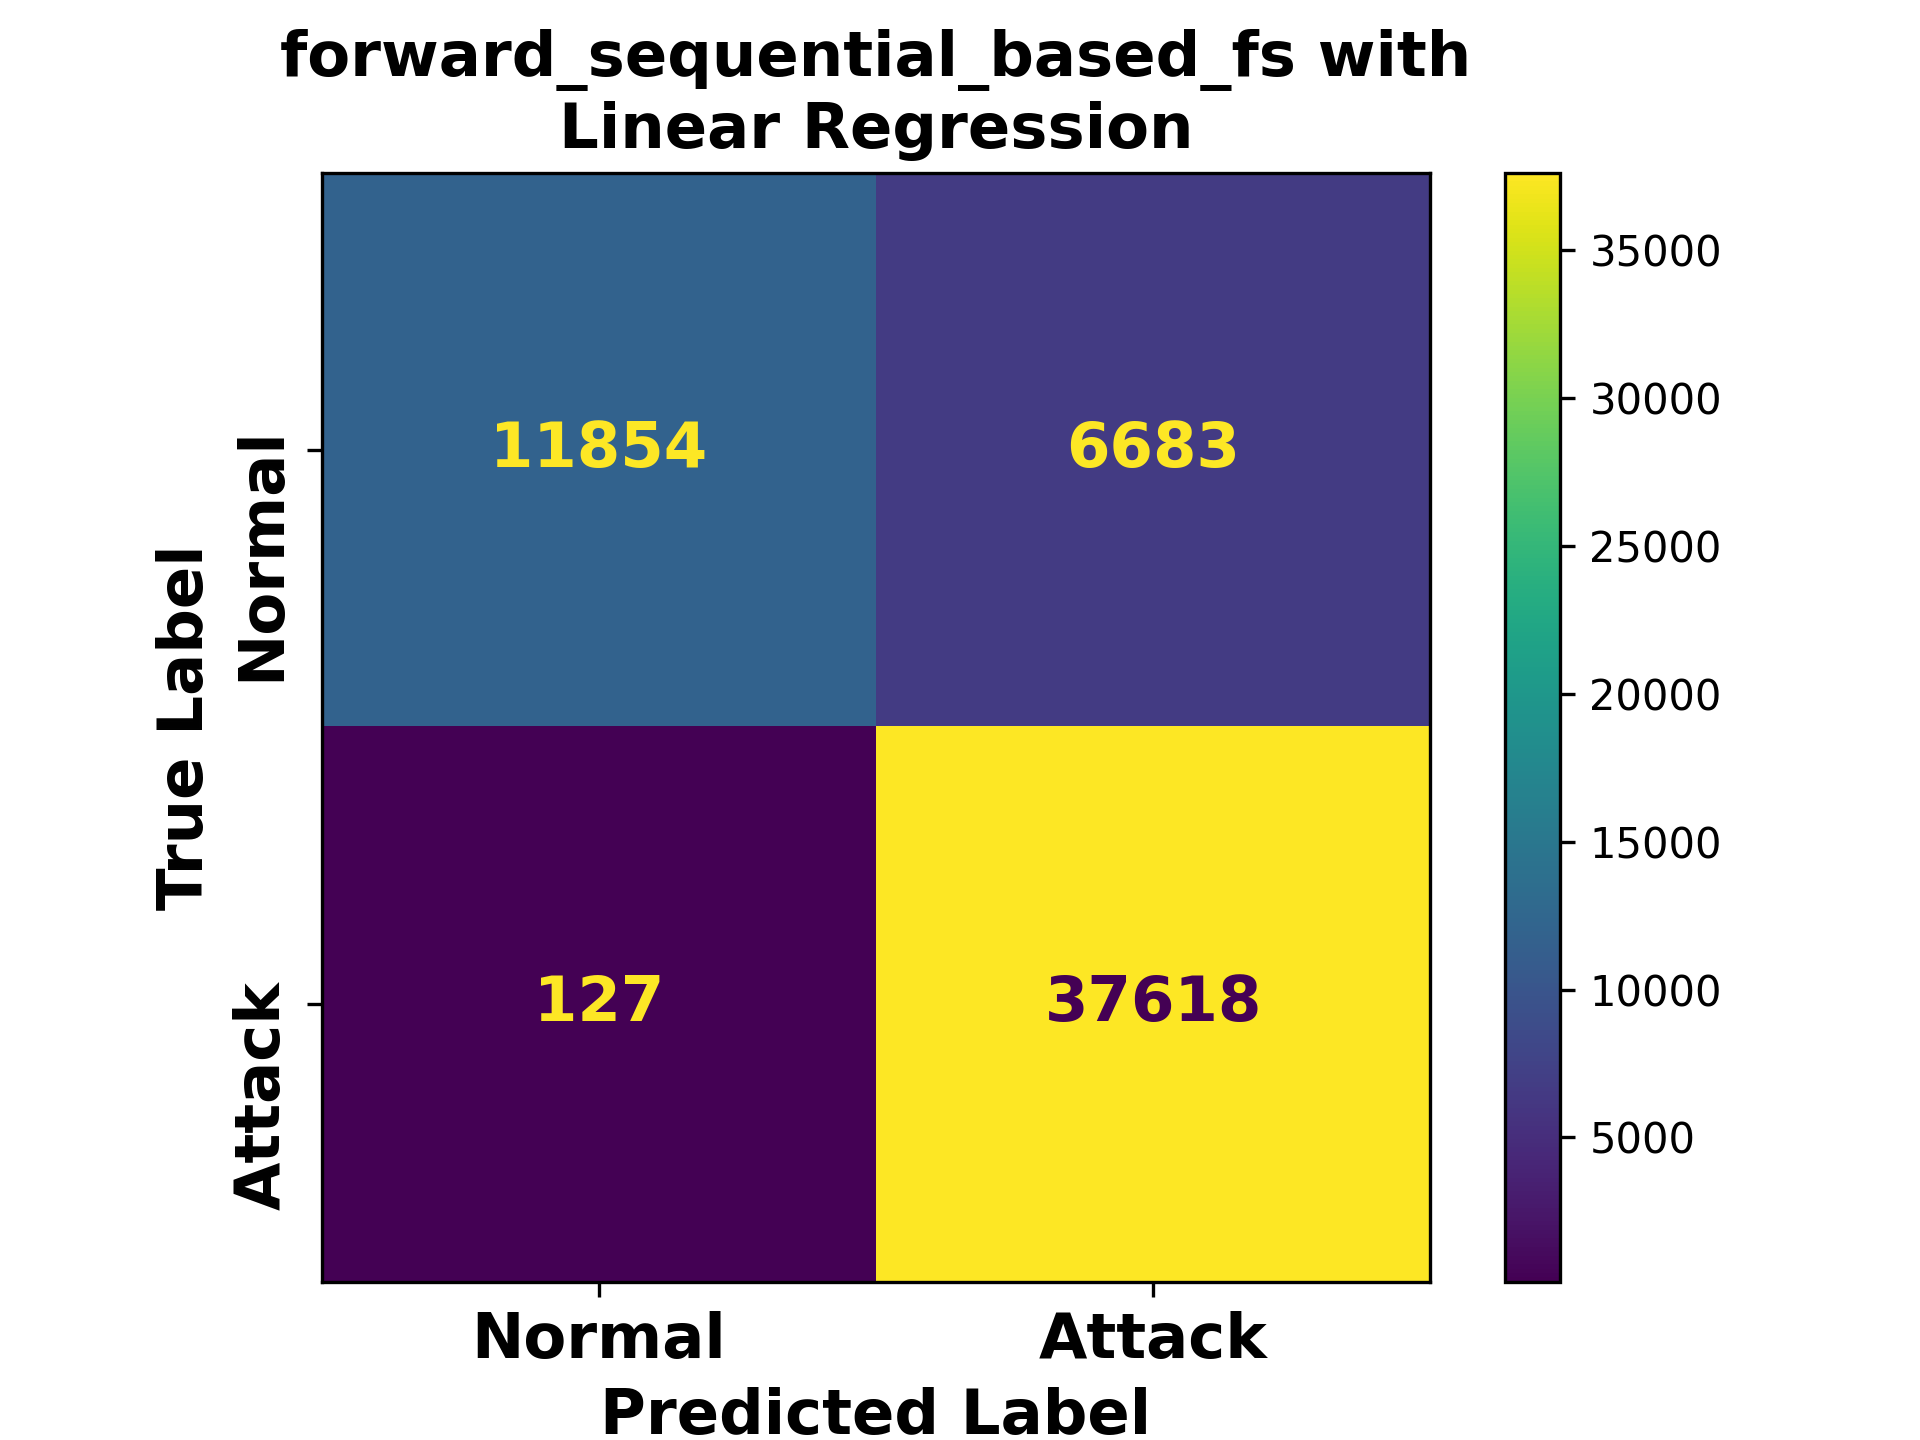 forward_sequential_based_fs with
Linear Regression
True Label
Normal
Attack
11854
6683
127
37618
Normal
Attack
Predicted Label
35000
30000
25000
20000
15000
10000
5000